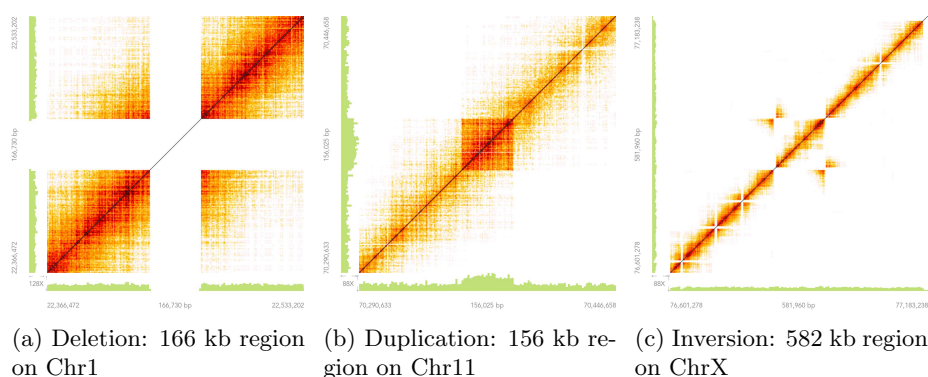 22,533,202
166,730 bp
22,366,472
128X
22,366,472 166,730 bp 22,533,202
70,446,658
156,025 bp
70,290,633
88X
70,290,633 156,025 bp 70,446,658
77,183,238
581,960 bp
76,601,278
88X
76,601,278 581,960 bp 77,183,238
(a) Deletion: 166 kb region
on Chr1
(b) Duplication: 156 kb re-
gion on Chr11
(c) Inversion: 582 kb region
on ChrX